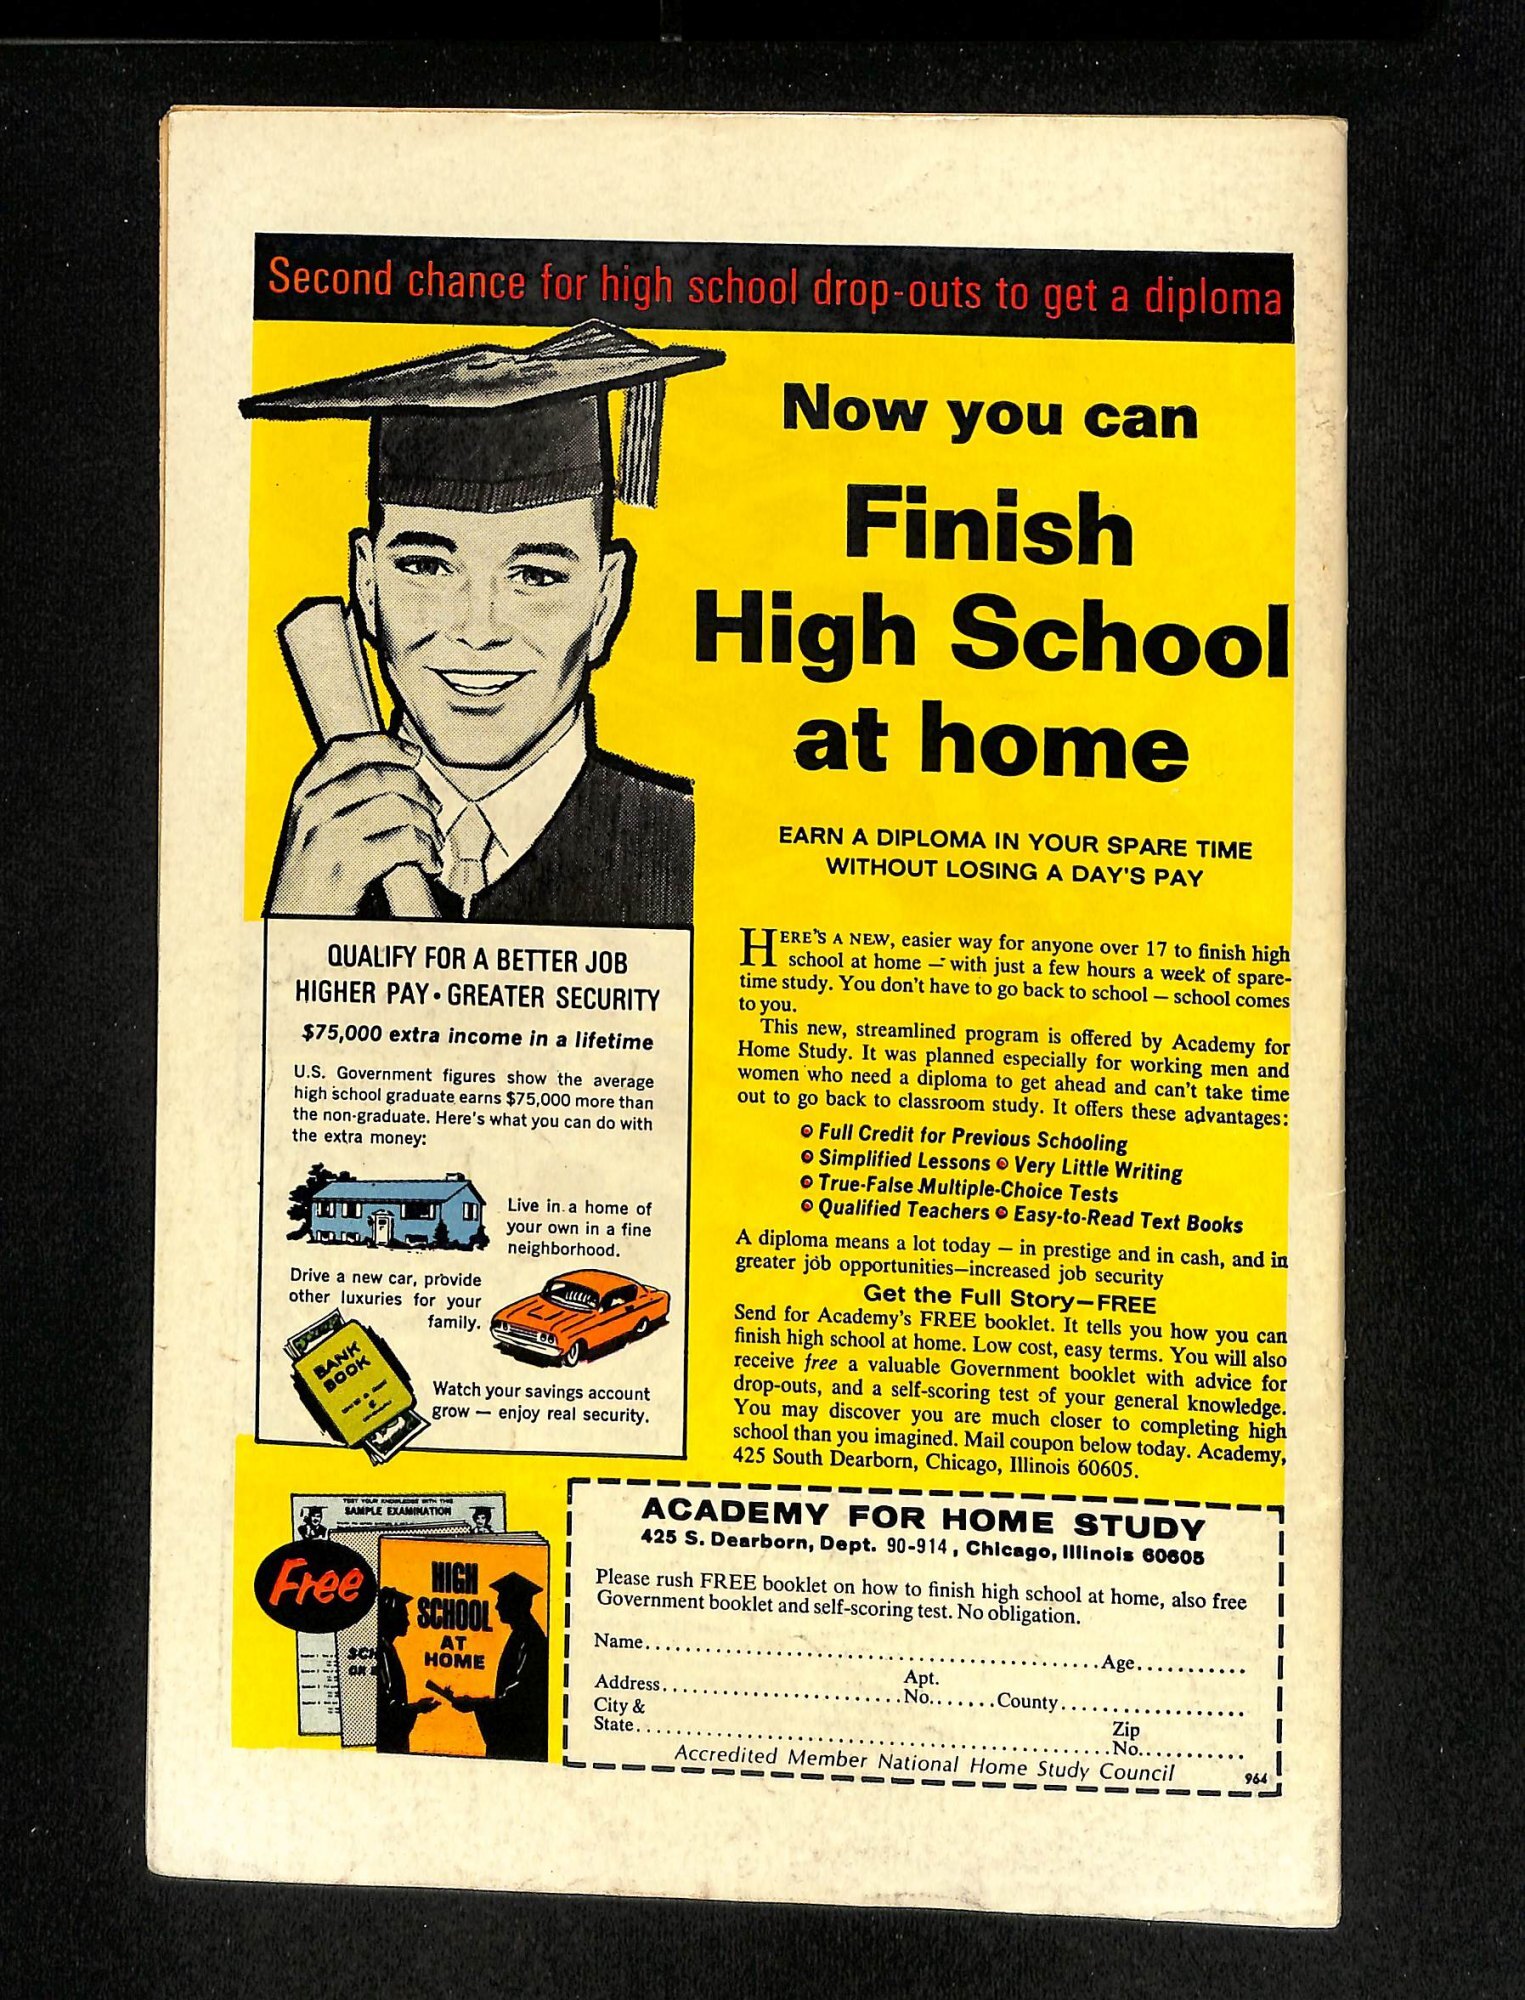 Second chance for high school drop-outs to get a diploma
Now you can
Finish
High School
at home
EARN A DIPLOMA IN YOUR SPARE TIME
WITHOUT LOSING A DAY'S PAY
QUALIFY FOR A BETTER JOB
HIGHER PAY • GREATER SECURITY
$75,000 extra income in a lifetime
U.S. Government figures show the average
high school graduate earns $75,000 more than
the non-graduate. Here's what you can do with
the extra money:
Live in a home of
your own in a fine
neighborhood.
Drive a new car, provide
other luxuries for your
family.
BANK
BOOK
Watch your savings account
grow — enjoy real security.
HERE'S A NEW, easier way for anyone over 17 to finish high
school at home — with just a few hours a week of spare-
time study. You don't have to go back to school — school comes
to you.
This new, streamlined program is offered by Academy for
Home Study. It was planned especially for working men and
women who need a diploma to get ahead and can't take time
out to go back to classroom study. It offers these advantages:
Full Credit for Previous Schooling
Simplified Lessons Very Little Writing
True-False Multiple-Choice Tests
Qualified Teachers Easy-to-Read Text Books
A diploma means a lot today — in prestige and in cash, and in
greater job opportunities—increased job security
Get the Full Story—FREE
Send for Academy's FREE booklet. It tells you how you can
finish high school at home. Low cost, easy terms. You will also
receive free a valuable Government booklet with advice for
drop-outs, and a self-scoring test of your general knowledge.
You may discover you are much closer to completing high
school than you imagined. Mail coupon below today. Academy,
425 South Dearborn, Chicago, Illinois 60605.
TEST YOUR KNOWLEDGE WITH THIS
SAMPLE EXAMINATION
Free
HIGH
SCHOOL
AT
HOME
ACADEMY FOR HOME STUDY
425 S. Dearborn, Dept. 90-914, Chicago, Illinois 60605
Please rush FREE booklet on how to finish high school at home, also free
Government booklet and self-scoring test. No obligation.
Name..............................................Age...........
Apt.
Address........................No.......County...................
City &
Zip
State................................................No...........
Accredited Member National Home Study Council
964